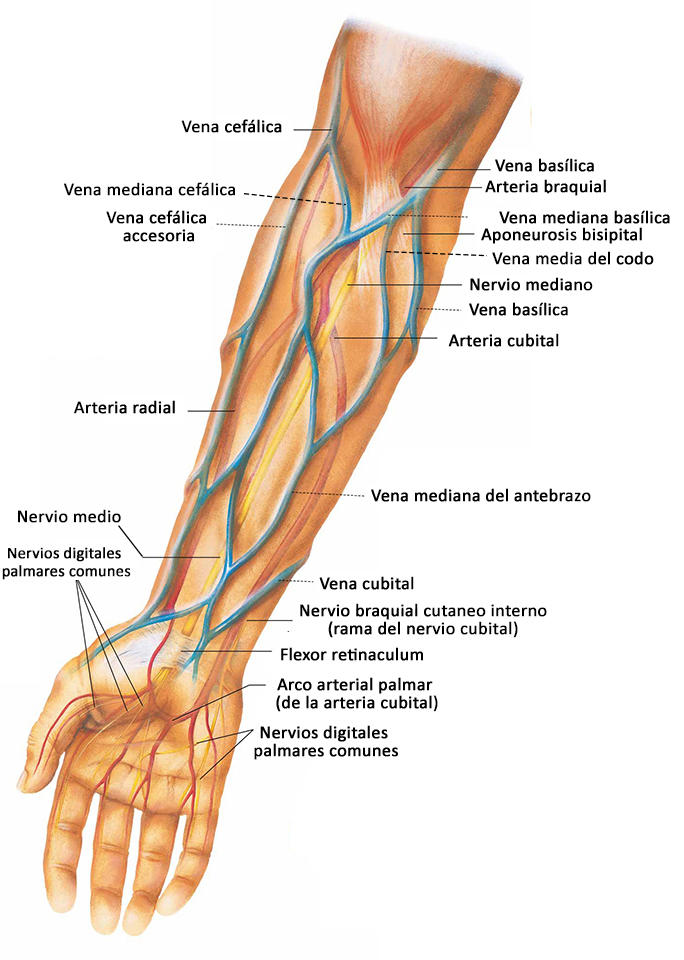 Vena cefálica
Vena basílica
Arteria braquial
Vena mediana cefálica
Vena cefálica
accesoria
Vena mediana basílica
Aponeurosis bisipital
Vena media del codo
Nervio mediano
Vena basílica
Arteria cubital
Arteria radial
Vena mediana del antebrazo
Nervio medio
Nervios digitales
palmares comunes
Vena cubital
Nervio braquial cutaneo interno
(rama del nervio cubital)
Flexor retinaculum
Arco arterial palmar
(de la arteria cubital)
Nervios digitales
palmares comunes